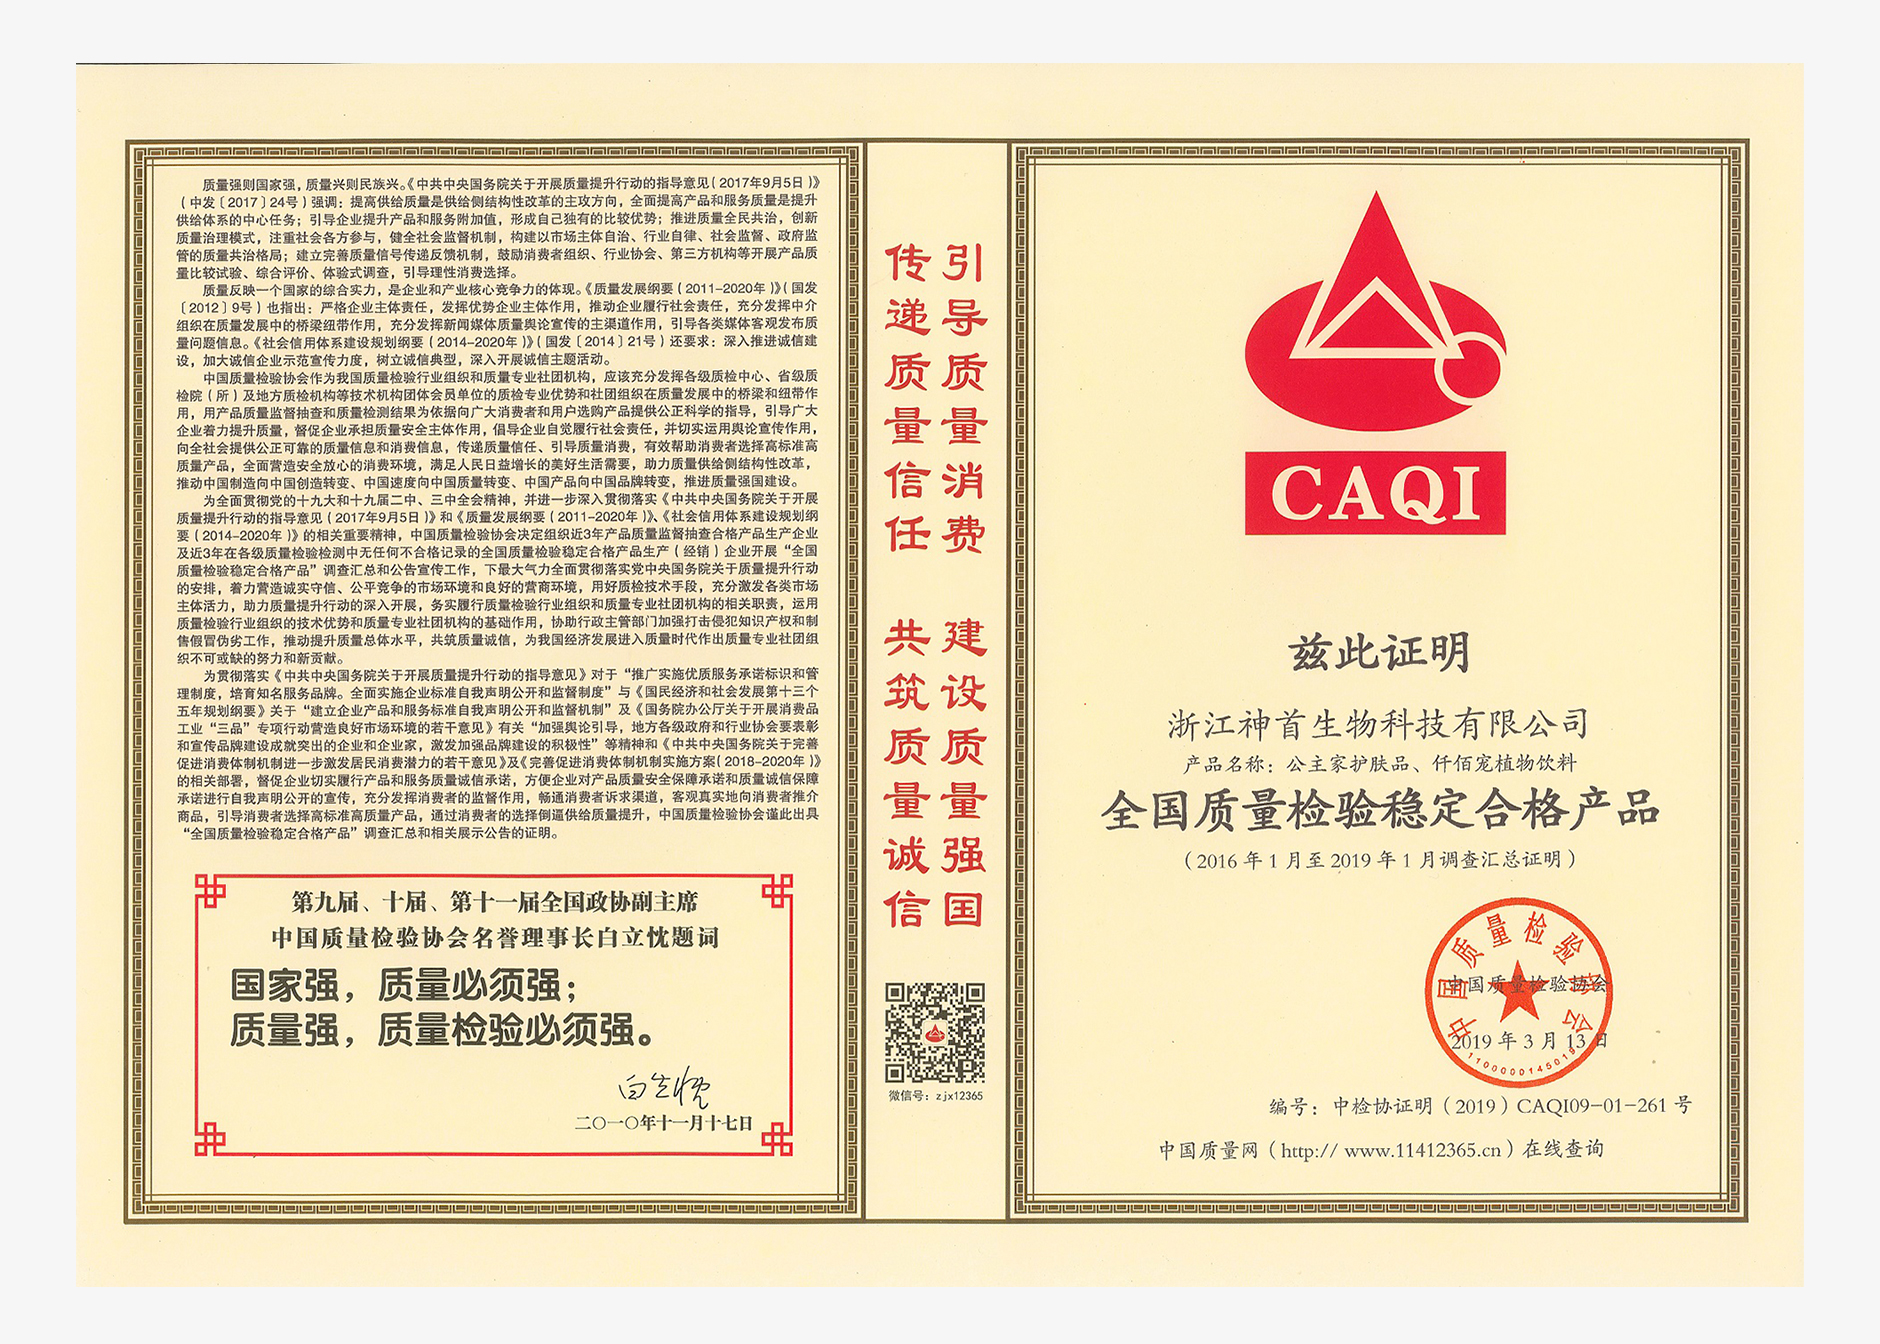 质量强则国家强，质量兴则民族兴。《中共中央国务院关于开展质量提升行动的指导意见（2017年9月5日）》
（中发〔2017〕24号）强调：提高供给质量是供给侧结构性改革的主攻方向，全面提高产品和服务质量是提升
供给体系的中心任务；引导企业提升产品和服务附加值，形成自己独有的比较优势；推进质量全民共治，创新
质量治理模式，注重社会各方参与，健全社会监督机制，构建以市场主体自治、行业自律、社会监督、政府监
管的质量共治格局；建立完善质量信号传递反馈机制，鼓励消费者组织、行业协会、第三方机构等开展产品质
量比较试验、综合评价、体验式调查，引导理性消费选择。
质量反映一个国家的综合实力，是企业和产业核心竞争力的体现。《质量发展纲要（2011-2020年）》（国发
〔2012〕9号）也指出：严格企业主体责任，发挥优势企业主体作用，推动企业履行社会责任，充分发挥中介
组织在质量发展中的桥梁纽带作用，充分发挥新闻媒体质量舆论宣传的主渠道作用，引导各类媒体客观发布质
量问题信息。《社会信用体系建设规划纲要（2014-2020年）》（国发〔2014〕21号）还要求：深入推进诚信建
设，加大诚信企业示范宣传力度，树立诚信典型，深入开展诚信主题活动。
中国质量检验协会作为我国质量检验行业组织和质量专业社团机构，应该充分发挥各级质检中心、省级质
检院（所）及地方质检机构等技术机构团体会员单位的质检专业优势和社团组织在质量发展中的桥梁和纽带作
用，用产品质量监督抽查和质量检测结果为依据向广大消费者和用户选购产品提供公正科学的指导，引导广大
企业着力提升质量，督促企业承担质量安全主体作用，倡导企业自觉履行社会责任，并切实运用舆论宣传作用，
向全社会提供公正可靠的质量信息和消费信息，传递质量信任、引导质量消费，有效帮助消费者选择高标准高
质量产品，全面营造安全放心的消费环境，满足人民日益增长的美好生活需要，助力质量供给侧结构性改革，
推动中国制造向中国创造转变、中国速度向中国质量转变、中国产品向中国品牌转变，推进质量强国建设。
为全面贯彻党的十九大和十九届二中、三中全会精神，并进一步深入贯彻落实《中共中央国务院关于开展
质量提升行动的指导意见（2017年9月5日）》和《质量发展纲要（2011-2020年）》、《社会信用体系建设规划纲
要（2014-2020年）》的相关重要精神，中国质量检验协会决定组织近3年产品质量监督抽查合格产品生产企业
及近3年在各级质量检验检测中无任何不合格记录的全国质量检验稳定合格产品生产（经销）企业开展“全国
质量检验稳定合格产品”调查汇总和公告宣传工作，下最大气力全面贯彻落实党中央国务院关于质量提升行动
的安排，着力营造诚实守信、公平竞争的市场环境和良好的营商环境，用好质检技术手段，充分激发各类市场
主体活力，助力质量提升行动的深入开展，务实履行质量检验行业组织和质量专业社团机构的相关职责，运用
质量检验行业组织的技术优势和质量专业社团机构的基础作用，协助行政主管部门加强打击侵犯知识产权和制
售假冒伪劣工作，推动提升质量总体水平，共筑质量诚信，为我国经济发展进入质量时代作出质量专业社团组
织不可或缺的努力和新贡献。
为贯彻落实《中共中央国务院关于开展质量提升行动的指导意见》对于“推广实施优质服务承诺标识和管
理制度，培育知名服务品牌。全面实施企业标准自我声明公开和监督制度”与《国民经济和社会发展第十三个
五年规划纲要》关于“建立企业产品和服务标准自我声明公开和监督机制”及《国务院办公厅关于开展消费品
工业“三品”专项行动营造良好市场环境的若干意见》有关“加强舆论引导，地方各级政府和行业协会要表彰
和宣传品牌建设成就突出的企业和企业家，激发加强品牌建设的积极性”等精神和《中共中央国务院关于完善
促进消费体制机制进一步激发居民消费潜力的若干意见》及《完善促进消费体制机制实施方案（2018-2020年）》
的相关部署，督促企业切实履行产品和服务质量诚信承诺，方便企业对产品质量安全保障承诺和质量诚信保障
承诺进行自我声明公开的宣传，充分发挥消费者的监督作用，畅通消费者诉求渠道，客观真实地向消费者推介
商品，引导消费者选择高标准高质量产品，通过消费者的选择倒逼供给质量提升，中国质量检验协会谨此出具
“全国质量检验稳定合格产品”调查汇总和相关展示公告的证明。
第九届、十届、第十一届全国政协副主席
中国质量检验协会名誉理事长白立忱题词
国家强，质量必须强；
质量强，质量检验必须强。
白立忱
二〇一〇年十一月十七日
引导质量消费 建设质量强国
传递质量信任 共筑质量诚信
微信号：zjx12365
CAQI
兹此证明
浙江神首生物科技有限公司
产品名称：公主家护肤品、仟佰宠植物饮料
全国质量检验稳定合格产品
（2016年1月至2019年1月调查汇总证明）
中国质量检验协会
中国质量检验协会
2019年3月13日
1100000145019
编号：中检协证明（2019）CAQI09-01-261号
中国质量网（http:// www.11412365.cn）在线查询